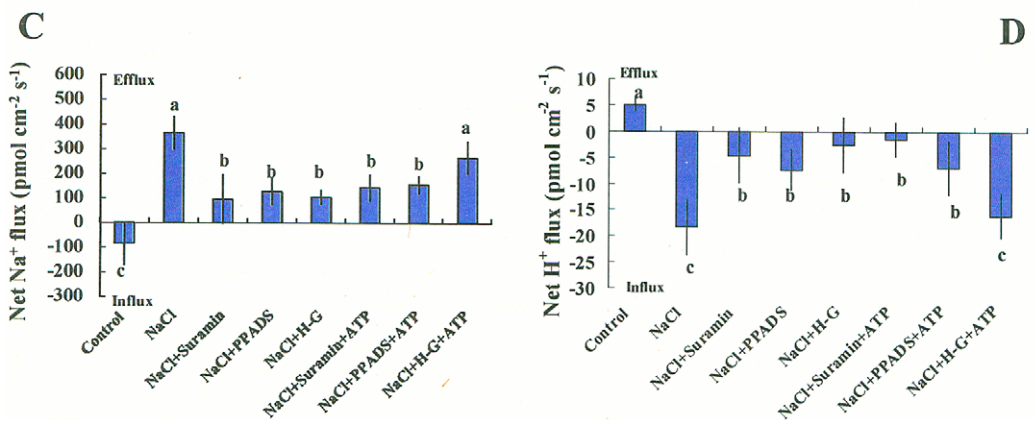 C
Net Na⁺ flux (pmol cm⁻² s⁻¹)
600
500
400
300
200
100
0
-100
-200
-300
Efflux
Influx
c
a
b
b
b
b
b
a
Control
NaCl
NaCl+Suramin
NaCl+PPADS
NaCl+H-G
NaCl+Suramin+ATP
NaCl+PPADS+ATP
NaCl+H-G+ATP
D
Net H⁺ flux (pmol cm⁻² s⁻¹)
10
5
0
-5
-10
-15
-20
-25
-30
Efflux
Influx
a
c
b
b
b
b
b
c
Control
NaCl
NaCl+Suramin
NaCl+PPADS
NaCl+H-G
NaCl+Suramin+ATP
NaCl+PPADS+ATP
NaCl+H-G+ATP